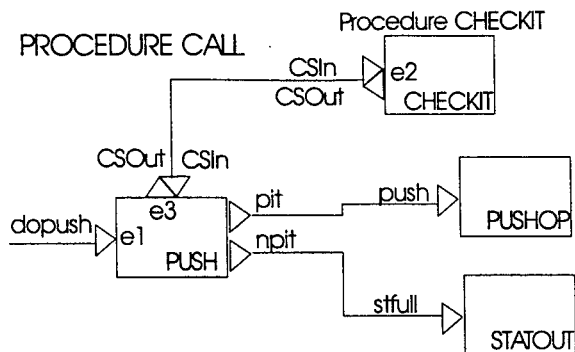 Procedure CHECKIT
PROCEDURE CALL
CSIn
e2
CSOut
CHECKIT
CSOut CSIn
e3
pit
push
PUSHOP
dopush
e1
npit
PUSH
stfull
STATOUT